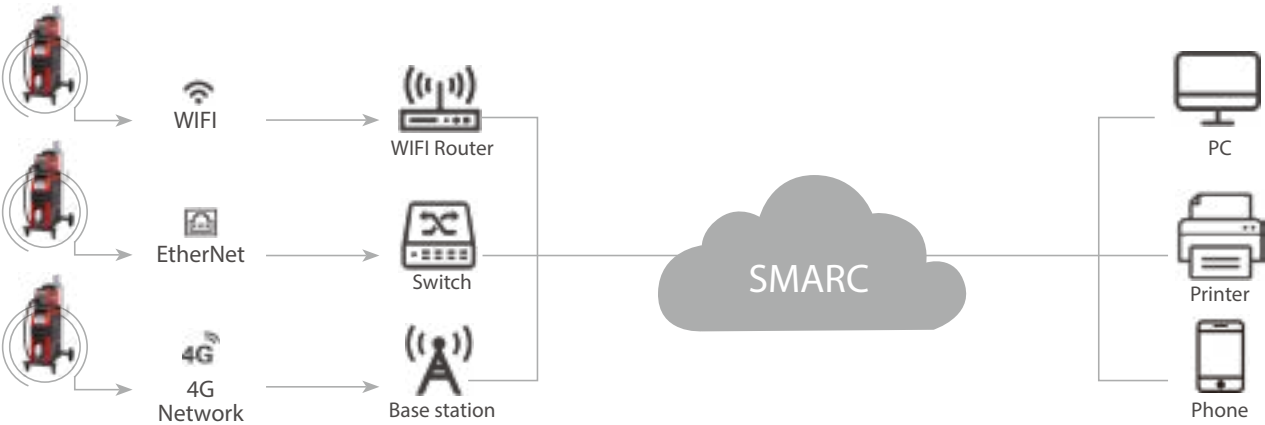 WIFI
WIFI Router
EtherNet
Switch
4G
4G
Network
Base station
SMARC
PC
Printer
Phone